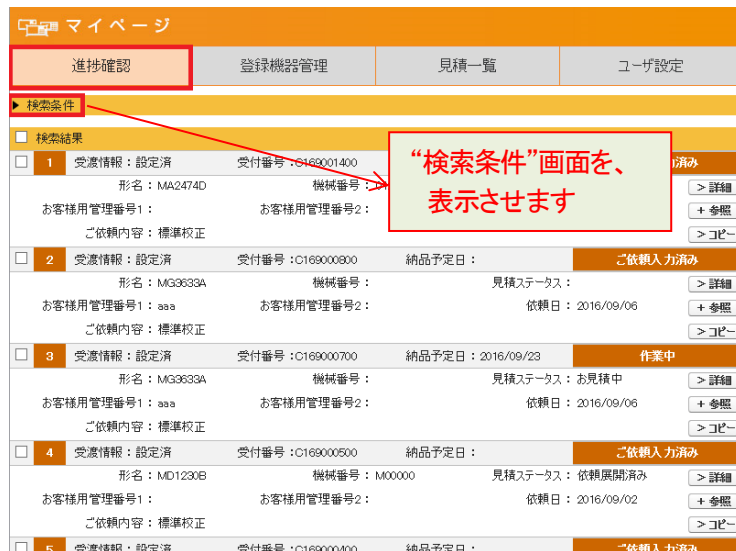 マイページ
進捗確認 登録機器管理 見積一覧 ユーザ設定
▶ 検索条件
検索結果
1 受渡情報：設定済 受付番号：C169001400 済み
形名：MA2474D 機械番号： > 詳細
お客様用管理番号1： お客様用管理番号2： + 参照
ご依頼内容：標準校正 > コピー
“検索条件”画面を、
表示させます
2 受渡情報：設定済 受付番号：C169000800 納品予定日： ご依頼入力済み
形名：MG3633A 機械番号： 見積ステータス： > 詳細
お客様用管理番号1：aaa お客様用管理番号2： 依頼日：2016/09/06 + 参照
ご依頼内容：標準校正 > コピー
3 受渡情報：設定済 受付番号：C169000700 納品予定日：2016/09/23 作業中
形名：MG3633A 機械番号： 見積ステータス：お見積中 > 詳細
お客様用管理番号1：aaa お客様用管理番号2： 依頼日：2016/09/06 + 参照
ご依頼内容：標準校正 > コピー
4 受渡情報：設定済 受付番号：C169000500 納品予定日： ご依頼入力済み
形名：MD1230B 機械番号：M00000 見積ステータス：依頼展開済み > 詳細
お客様用管理番号1： お客様用管理番号2： 依頼日：2016/09/02 + 参照
ご依頼内容：標準校正 > コピー
5 受渡情報：設定済 受付番号：C169000400 納品予定日： ご依頼入力済み